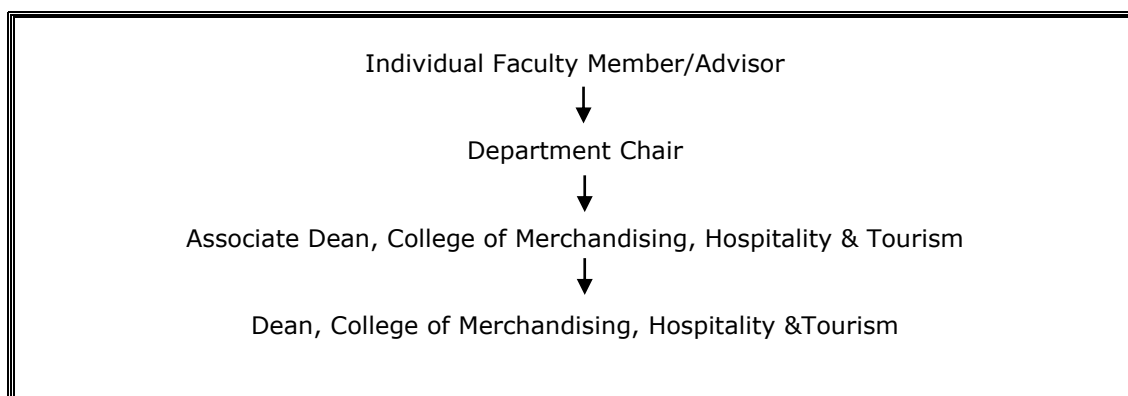 Individual Faculty Member/Advisor
Department Chair
Associate Dean, College of Merchandising, Hospitality & Tourism
Dean, College of Merchandising, Hospitality &Tourism